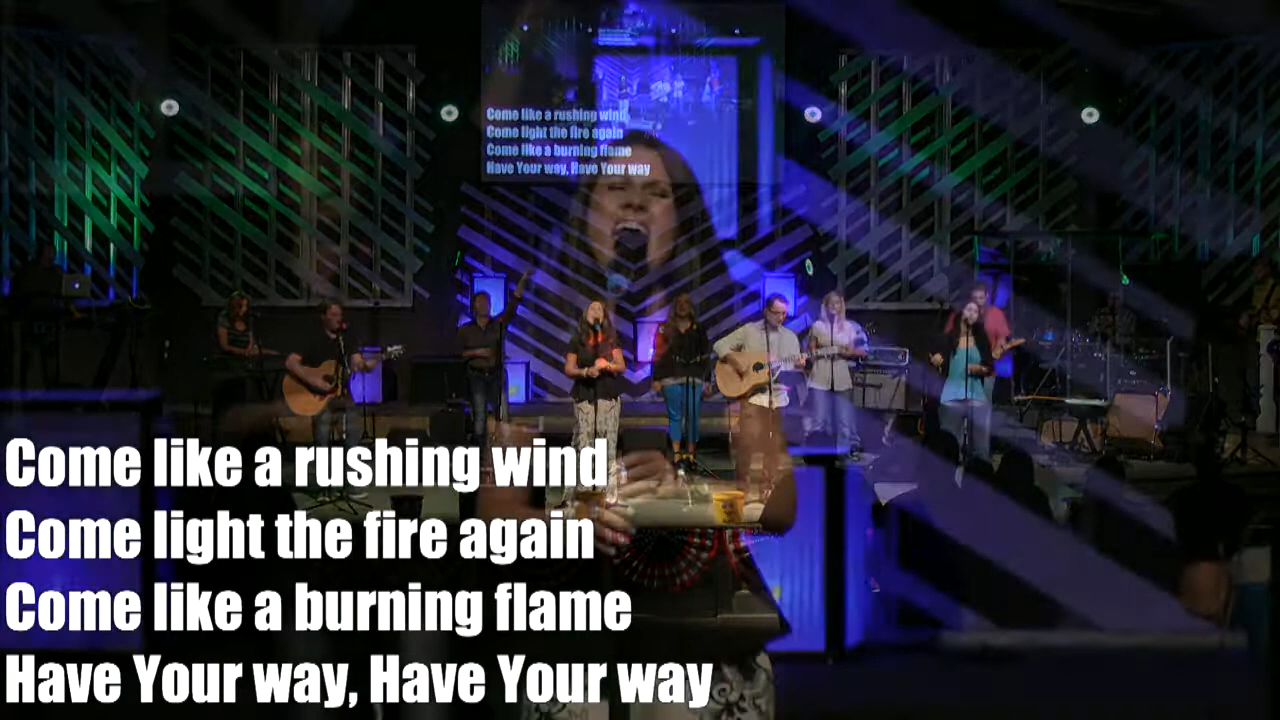 Come like a rushing wind
Come light the fire again
Come like a burning flame
Have Your way, Have Your way
Come like a rushing wind
Come light the fire again
Come like a burning flame
Have Your way, Have Your way